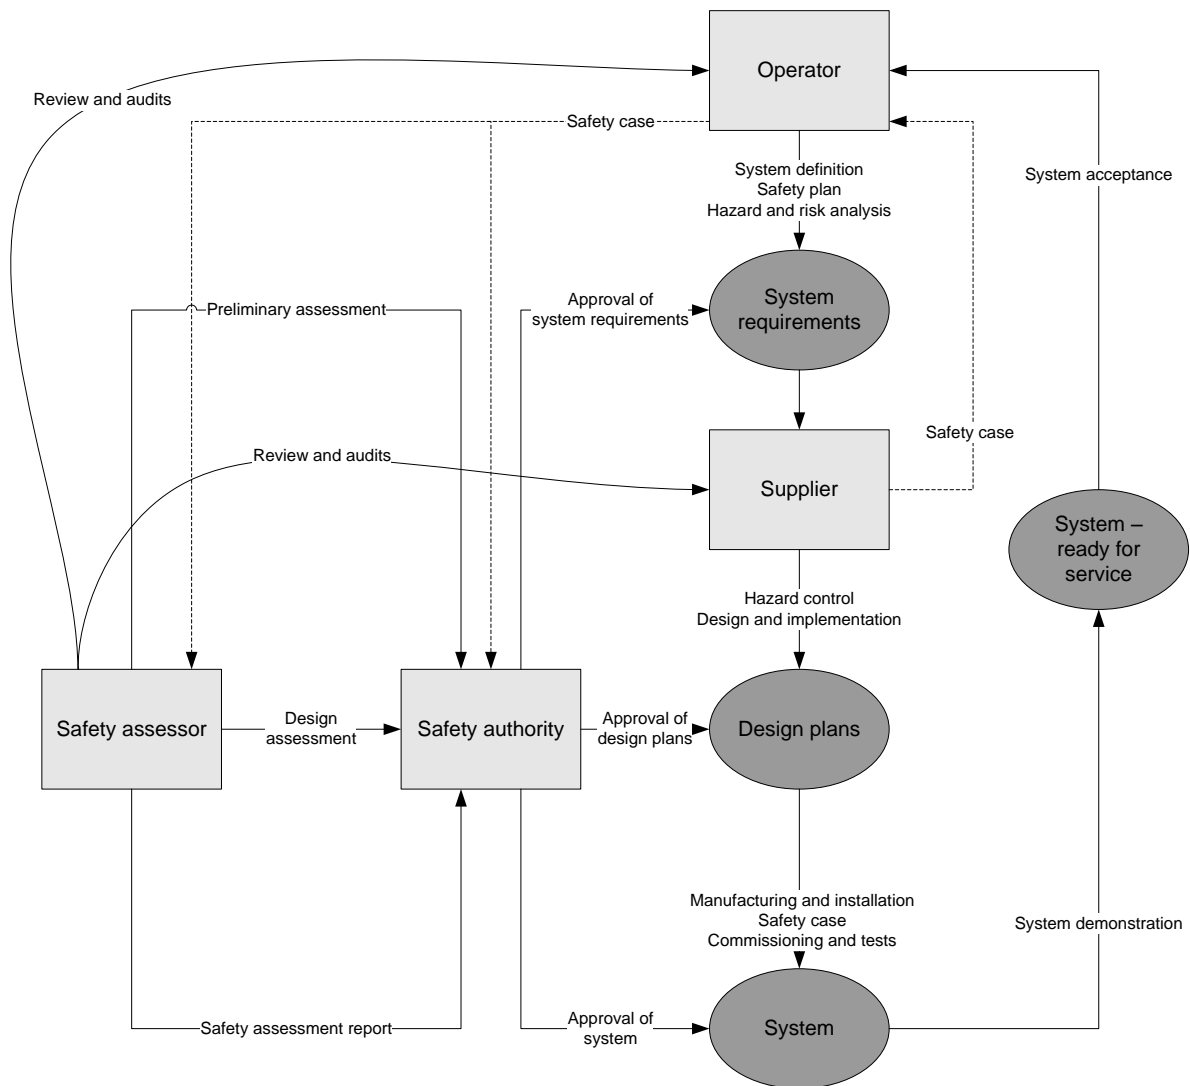 Operator
Review and audits
Safety case
System definition
Safety plan
Hazard and risk analysis
System acceptance
Preliminary assessment
Approval of
system requirements
System
requirements
Safety case
Review and audits
Supplier
System –
ready for
service
Hazard control
Design and implementation
Safety assessor
Design
assessment
Safety authority
Approval of
design plans
Design plans
Manufacturing and installation
Safety case
Commissioning and tests
System demonstration
Safety assessment report
Approval of
system
System